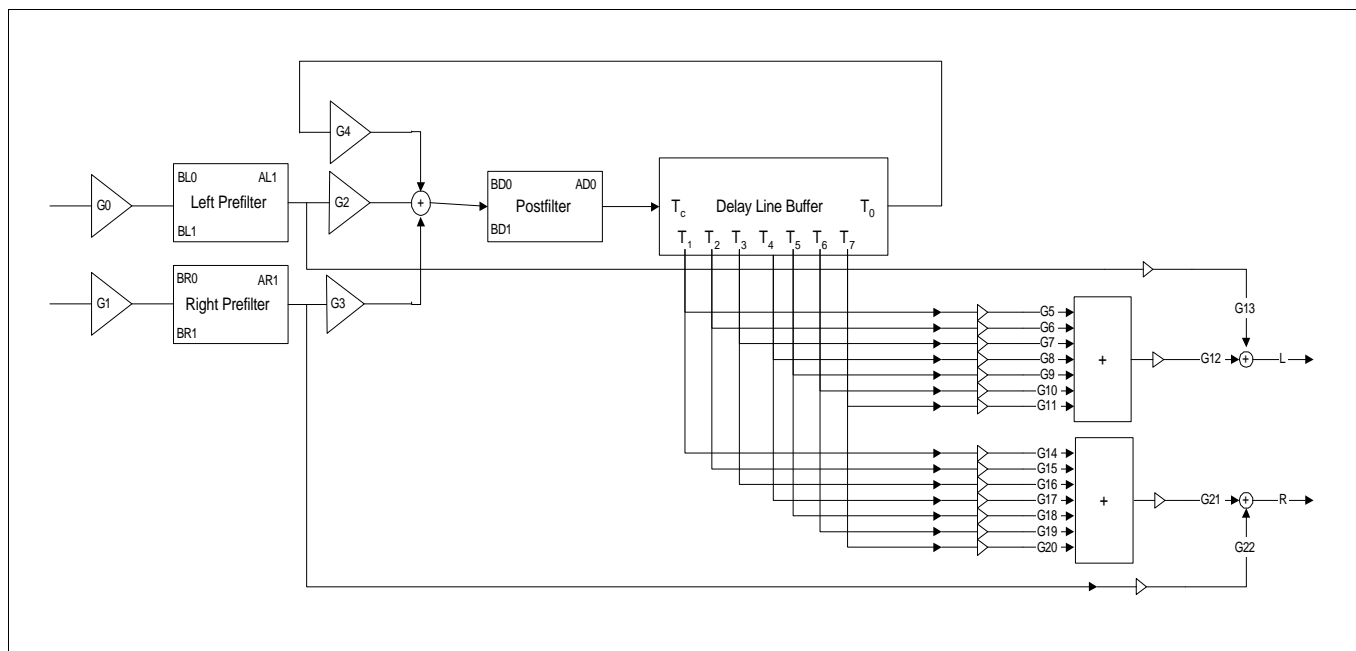 G4
BL0 AL1
G0
Left Prefilter
BL1
G2
+
BD0 AD0
Postfilter
BD1
Tc Delay Line Buffer T0
T1 T2 T3 T4 T5 T6 T7
BR0 AR1
G1
Right Prefilter
BR1
G3
G13
G5
G6
G7
G8
G9
G10
G11
+
G12
+
L
G14
G15
G16
G17
G18
G19
G20
+
G21
+
R
G22